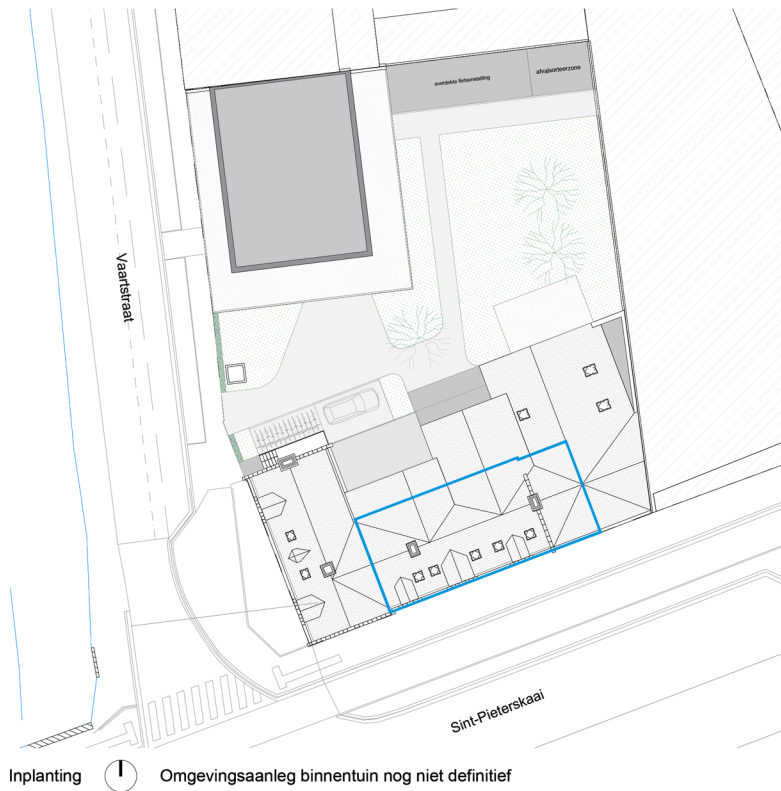 overdekte fietsenstalling
afvalsorteerzone
Vaartstraat
Sint-Pieterskaai
Inplanting
Omgevingsaanleg binnentuin nog niet definitief